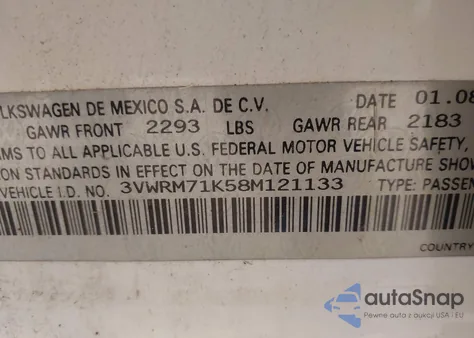 LKSWAGEN DE MEXICO S.A. DE C.V. DATE 01.08
GAWR FRONT 2293 LBS GAWR REAR 2183
MS TO ALL APPLICABLE U.S. FEDERAL MOTOR VEHICLE SAFETY,
ON STANDARDS IN EFFECT ON THE DATE OF MANUFACTURE SHOW
VEHICLE I.D. NO. 3VWRM71K58M121133 TYPE: PASSEN
COUNTRY
autoSnap
Pewne auta z aukcji USA i EU